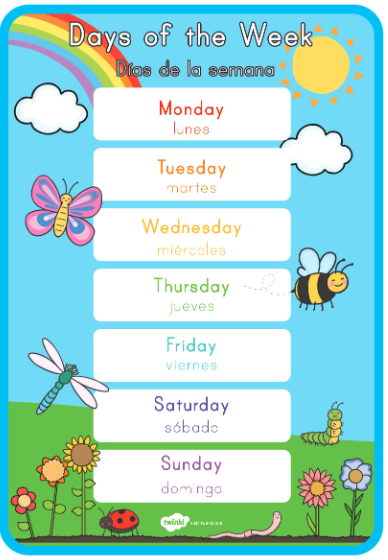 Days of the Week
Días de la semana
Monday
lunes
Tuesday
martes
Wednesday
miércoles
Thursday
jueves
Friday
viernes
Saturday
sábado
Sunday
domingo
twinkl